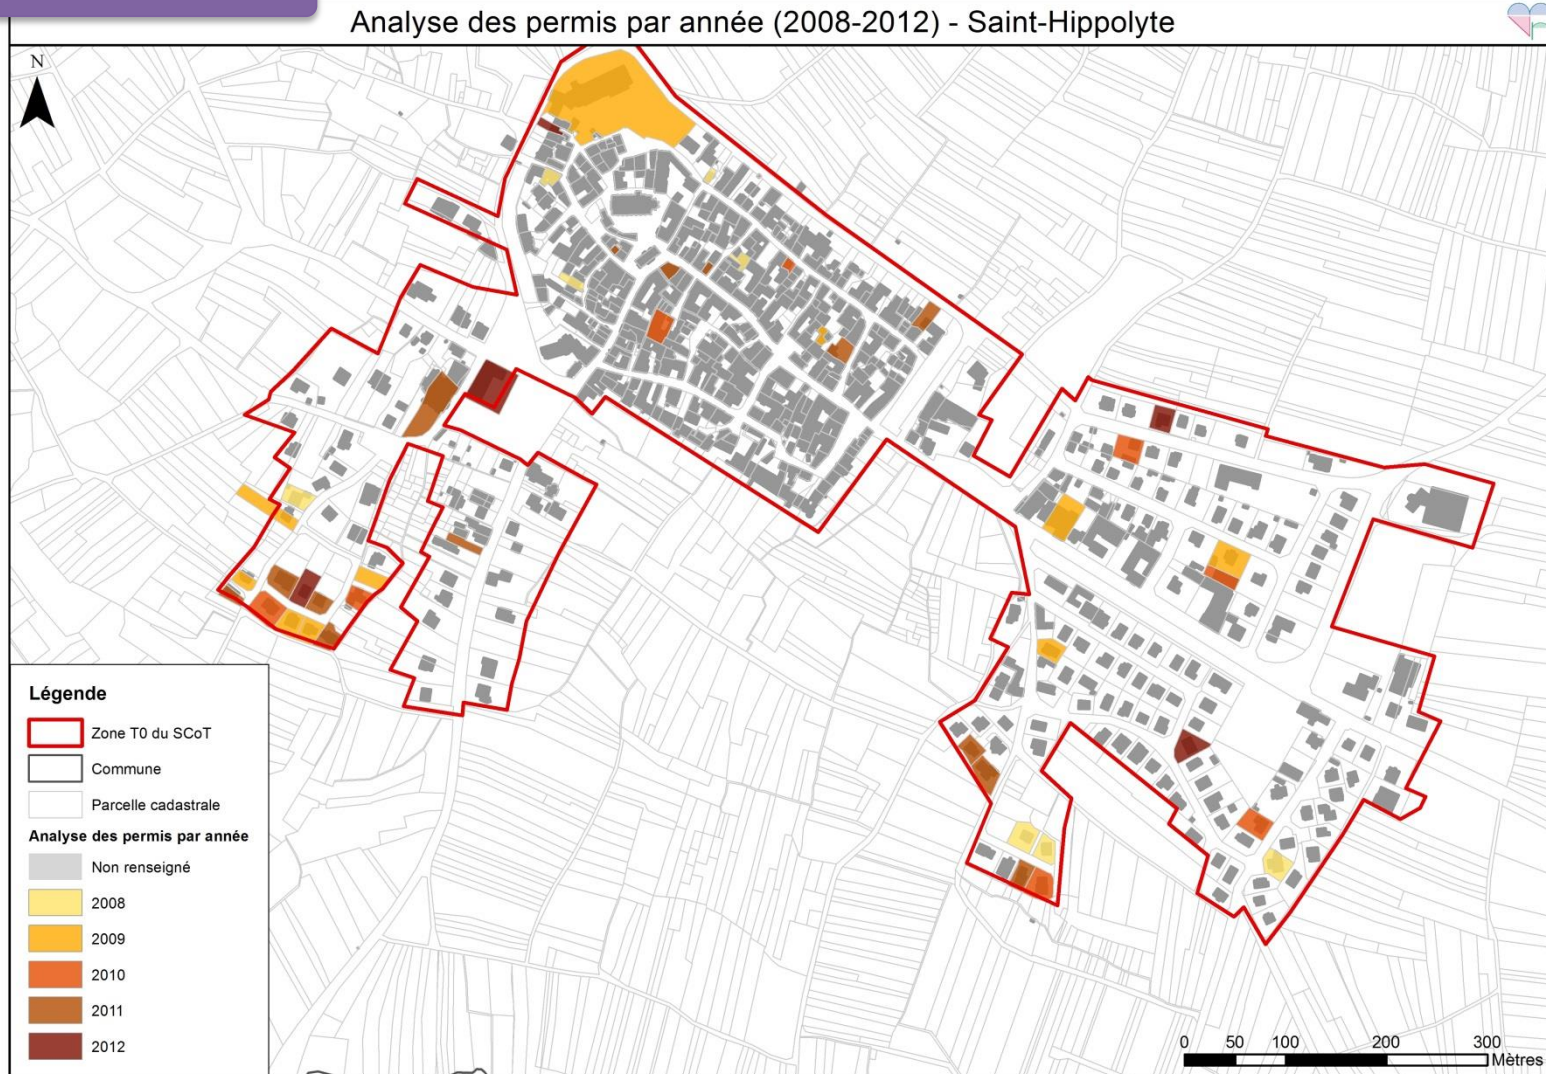 Analyse des permis par année (2008-2012) - Saint-Hippolyte
N
Légende
Zone T0 du SCoT
Commune
Parcelle cadastrale
Analyse des permis par année
Non renseigné
2008
2009
2010
2011
2012
0 50 100 200 300
Mètres